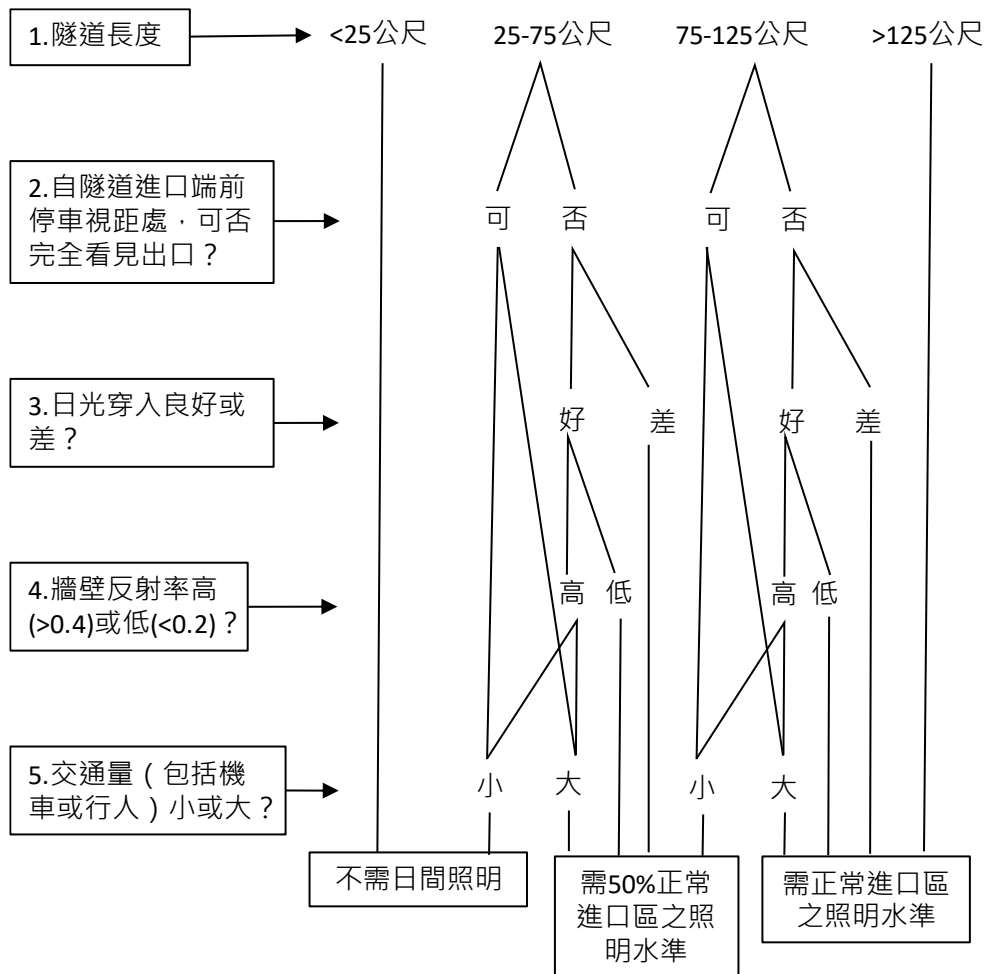 1.隧道長度
<25公尺
25-75公尺
75-125公尺
>125公尺
2.自隧道進口端前
停車視距處，可否
完全看見出口？
可
否
可
否
3.日光穿入良好或
差？
好
差
好
差
4.牆壁反射率高
(>0.4)或低(<0.2)？
高
低
高
低
5.交通量（包括機
車或行人）小或大？
小
大
小
大
不需日間照明
需50%正常
進口區之照
明水準
需正常進口區
之照明水準